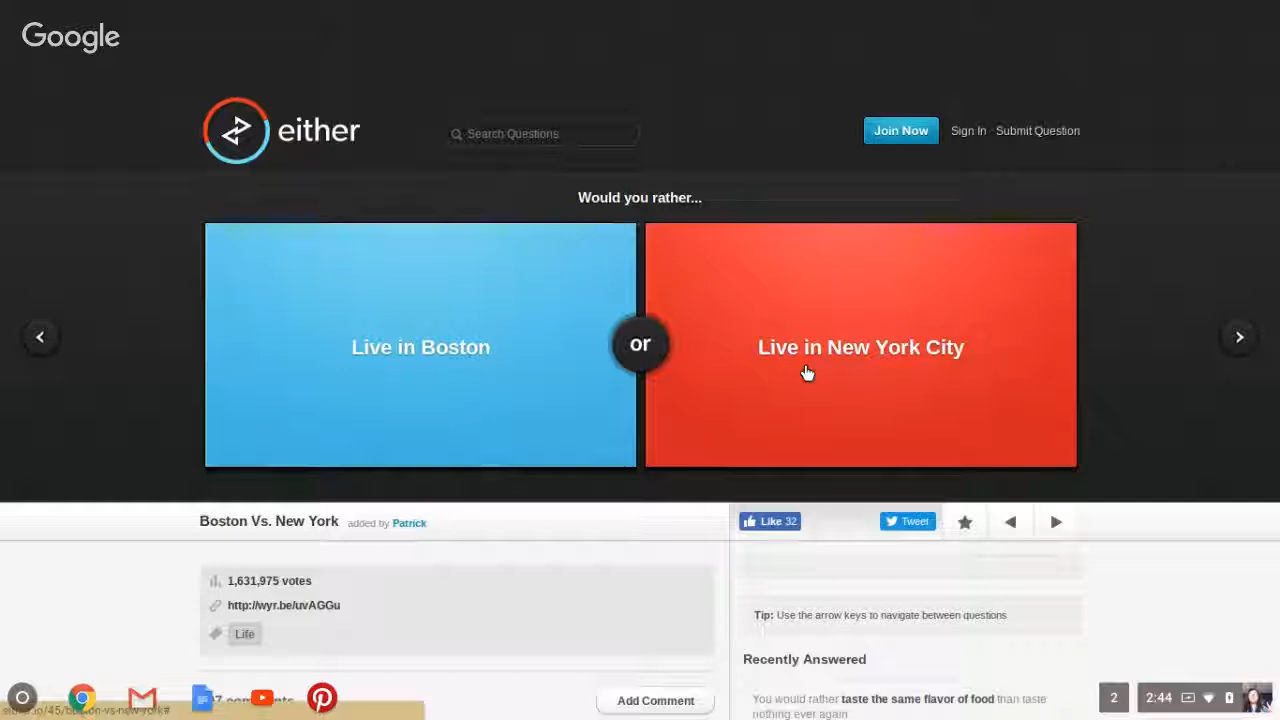 Google
either
Search Questions
Join Now
Sign In
Submit Question
Would you rather...
Live in Boston
or
Live in New York City
Boston Vs. New York
added by Patrick
Like 32
Tweet
1,631,975 votes
http://wyr.be/uvAGGu
Life
Tip: Use the arrow keys to navigate between questions
Recently Answered
Add Comment
You would rather taste the same flavor of food than taste
nothing ever again
2
2:44